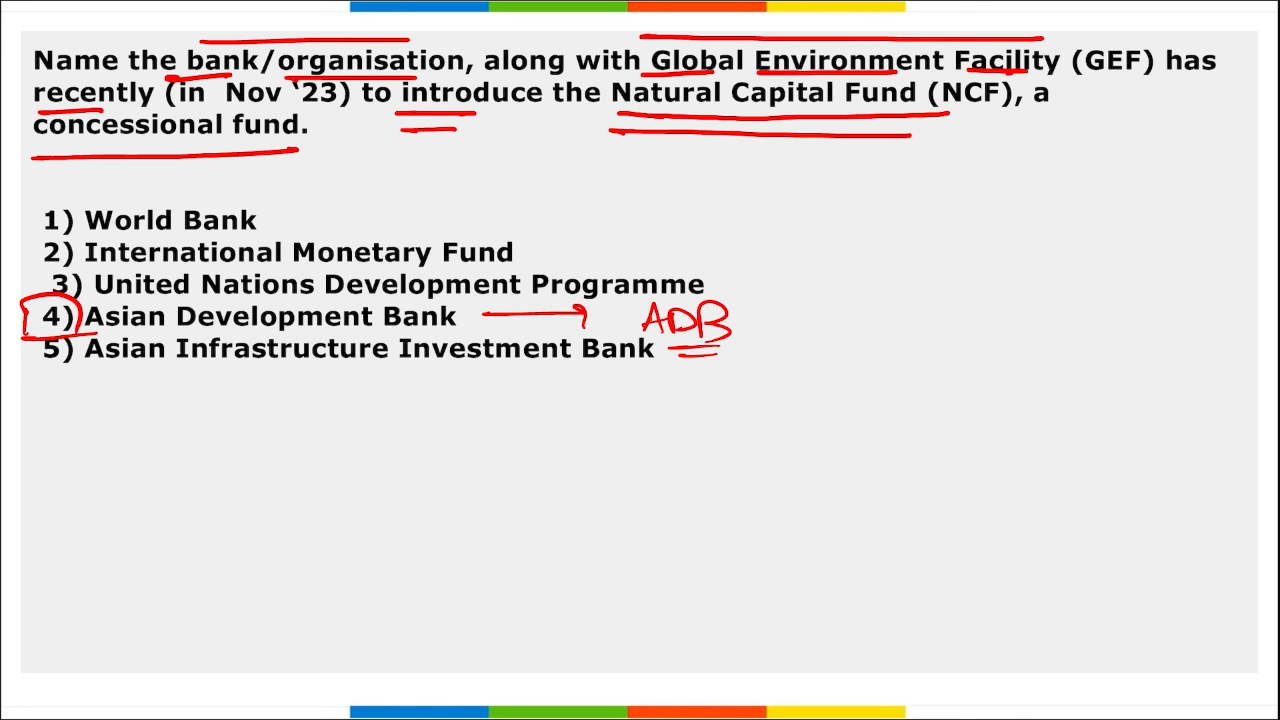 Name the bank/organisation, along with Global Environment Facility (GEF) has
recently (in Nov ‘23) to introduce the Natural Capital Fund (NCF), a
concessional fund.
1) World Bank
2) International Monetary Fund
3) United Nations Development Programme
4) Asian Development Bank ADB
5) Asian Infrastructure Investment Bank